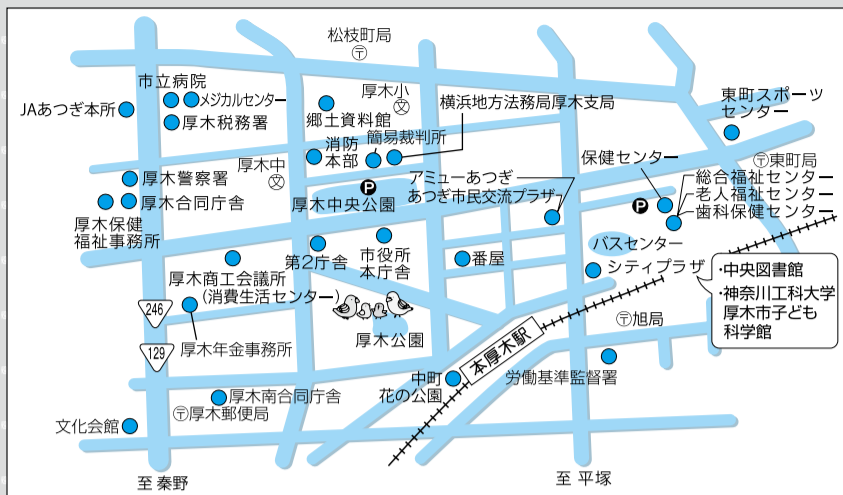 松枝町局
〒
市立病院
JAあつぎ本所
メジカルセンター
厚木税務署
郷土資料館
厚木小
文
横浜地方法務局厚木支局
東町スポーツ
センター
消防
本部
簡易裁判所
厚木中
文
保健センター
〒東町局
総合福祉センター
老人福祉センター
歯科保健センター
厚木警察署
厚木合同庁舎
厚木保健
福祉事務所
P
厚木中央公園
アミューあつぎ
あつぎ市民交流プラザ
P
バスセンター
第2庁舎
市役所
本庁舎
番屋
シティプラザ
・中央図書館
・神奈川工科大学
厚木市子ども
科学館
厚木商工会議所
(消費生活センター)
246
129
厚木年金事務所
厚木公園
本厚木駅
〒旭局
労働基準監督署
中町
花の公園
厚木南合同庁舎
〒厚木郵便局
文化会館
至 秦野
至 平塚